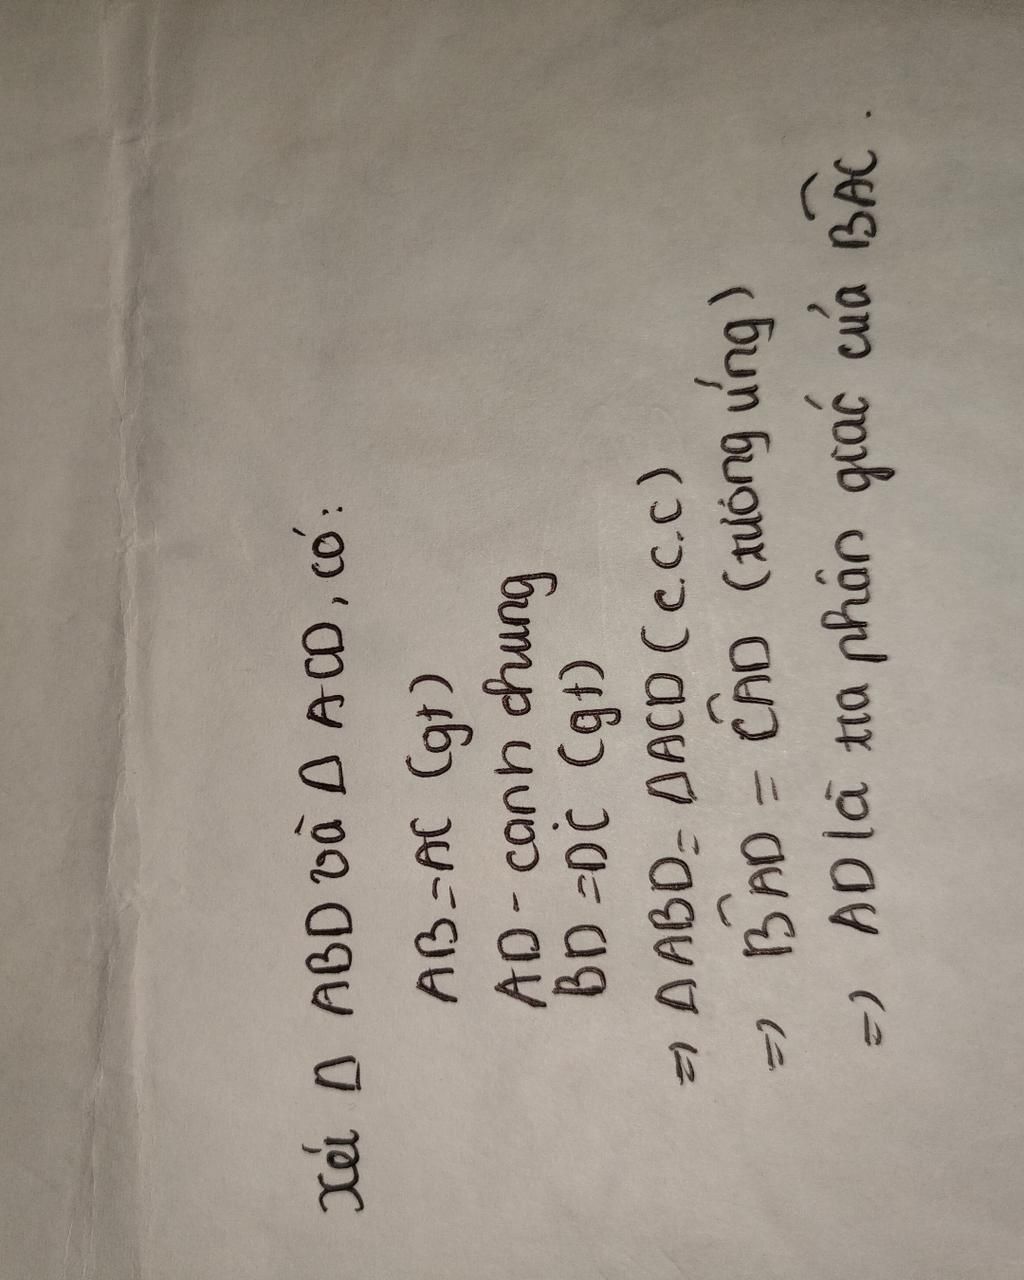 Xét Δ ABD và Δ ACD, có:
AB = AC (gt)
AD - cạnh chung
BD = DC (gt)
=> ΔABD = ΔACD (c.c.c)
=> B̂AD = ĈAD (tương ứng)
=> AD là tia phân giác của BÂC.